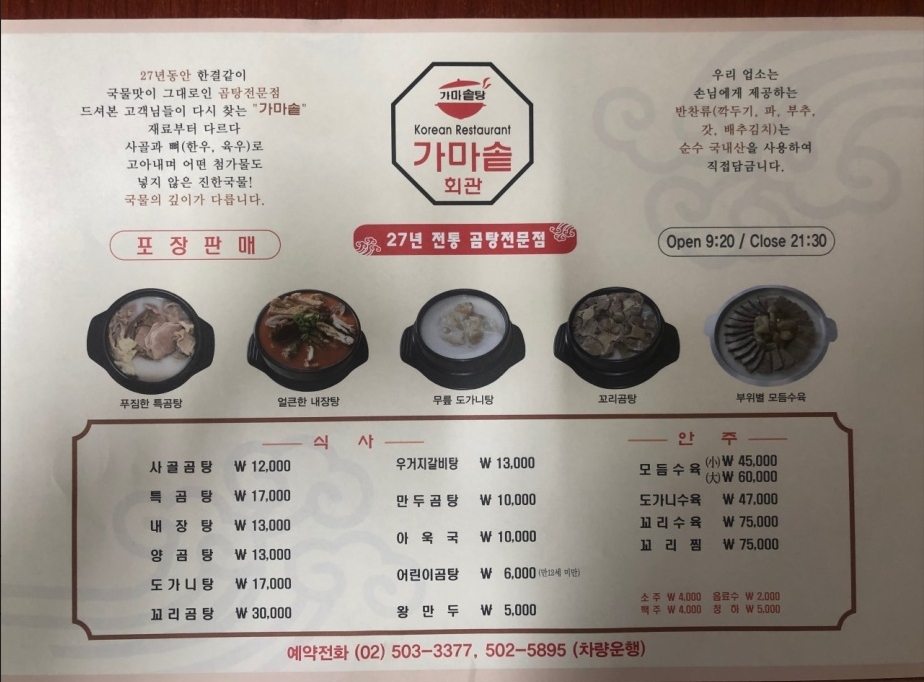 27년동안 한결같이
국물맛이 그대로인 곰탕전문점
드셔본 고객님들이 다시 찾는 "가마솥"
재료부터 다르다
사골과 뼈(한우, 육우)로
고아내며 어떤 첨가물도
넣지 않은 진한국물!
국물의 깊이가 다릅니다.
가마솥탕
Korean Restaurant
가마솥
회관
우리 업소는
손님에게 제공하는
반찬류(깍두기, 파, 부추,
갓, 배추김치)는
순수 국내산을 사용하여
직접담금니다.
포장판매
27년 전통 곰탕전문점
Open 9:20 / Close 21:30
푸짐한 특곰탕
얼큰한 내장탕
무릎 도가니탕
꼬리곰탕
부위별 모듬수육
식 사
사골곰탕 ₩ 12,000
특곰탕 ₩ 17,000
내장탕 ₩ 13,000
양곰탕 ₩ 13,000
도가니탕 ₩ 17,000
꼬리곰탕 ₩ 30,000
우거지갈비탕 ₩ 13,000
만두곰탕 ₩ 10,000
아욱국 ₩ 10,000
어린이곰탕 ₩ 6,000 (만12세 미만)
왕만두 ₩ 5,000
안 주
모듬수육 (小) ₩ 45,000
(大) ₩ 60,000
도가니수육 ₩ 47,000
꼬리수육 ₩ 75,000
꼬리찜 ₩ 75,000
소주 ₩ 4,000 음료수 ₩ 2,000
맥주 ₩ 4,000 청하 ₩ 5,000
예약전화 (02) 503-3377, 502-5895 (차량운행)